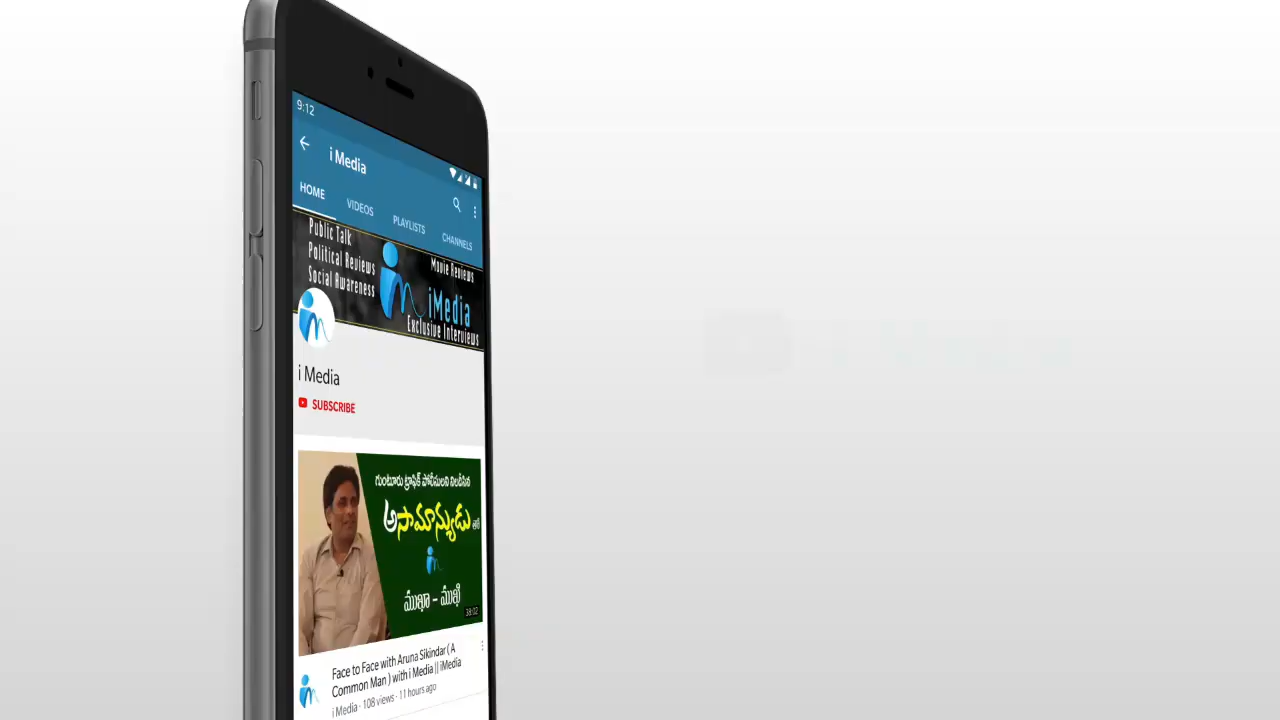 9:12
i Media
HOME VIDEOS PLAYLISTS CHANNELS
Public Talk
Political Reviews
Social Awareness
Movie Reviews
iMedia
Exclusive Interviews
i Media
SUBSCRIBE
గుంటూరు ట్రాఫిక్ పోలీసులని నిలదీసిన
అసామాన్యుడు తో
ముఖా - ముఖి
38:02
Face to Face with Aruna Sikindar ( A
Common Man ) with i Media || iMedia
i Media · 108 views · 11 hours ago